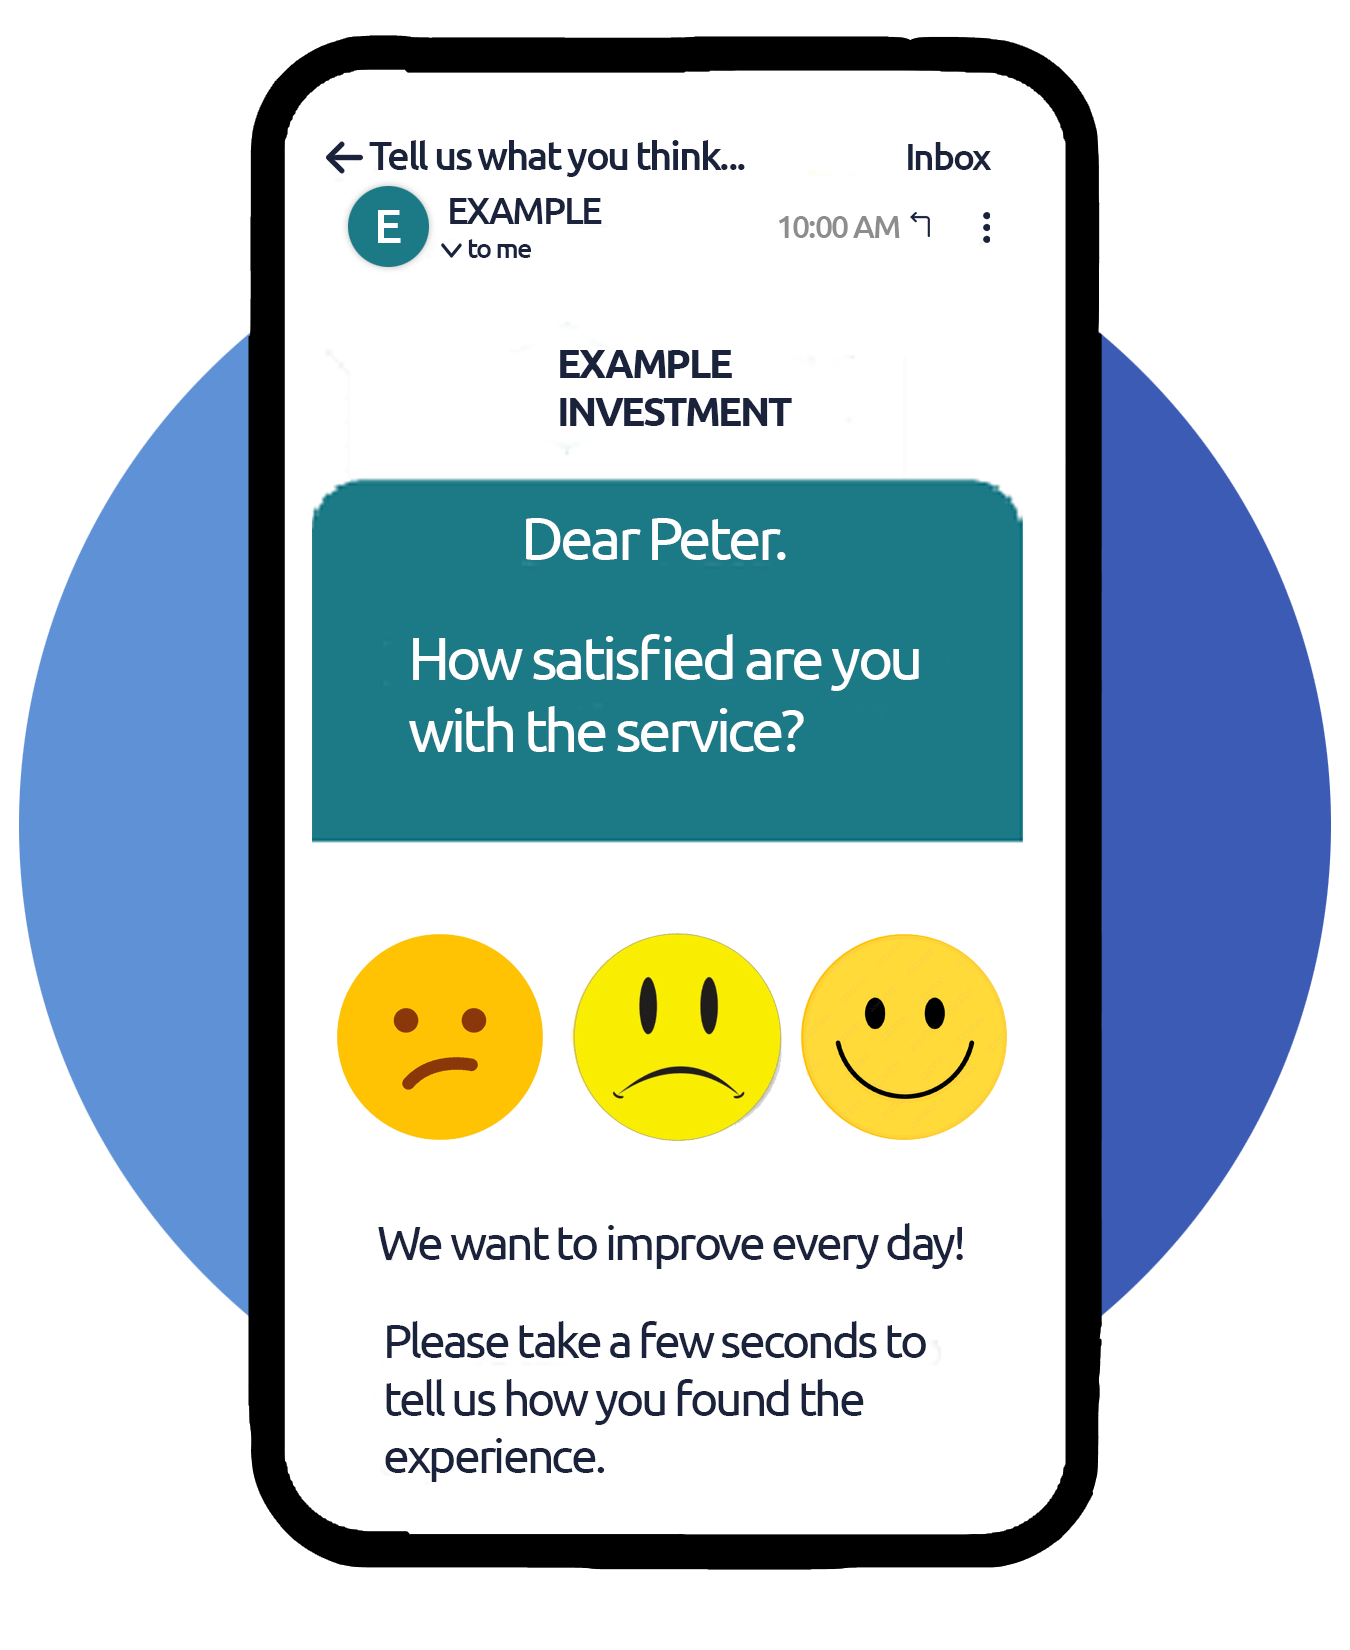 Tell us what you think... Inbox
E EXAMPLE
to me 10:00 AM
EXAMPLE
INVESTMENT
Dear Peter.
How satisfied are you
with the service?
We want to improve every day!
Please take a few seconds to
tell us how you found the
experience.